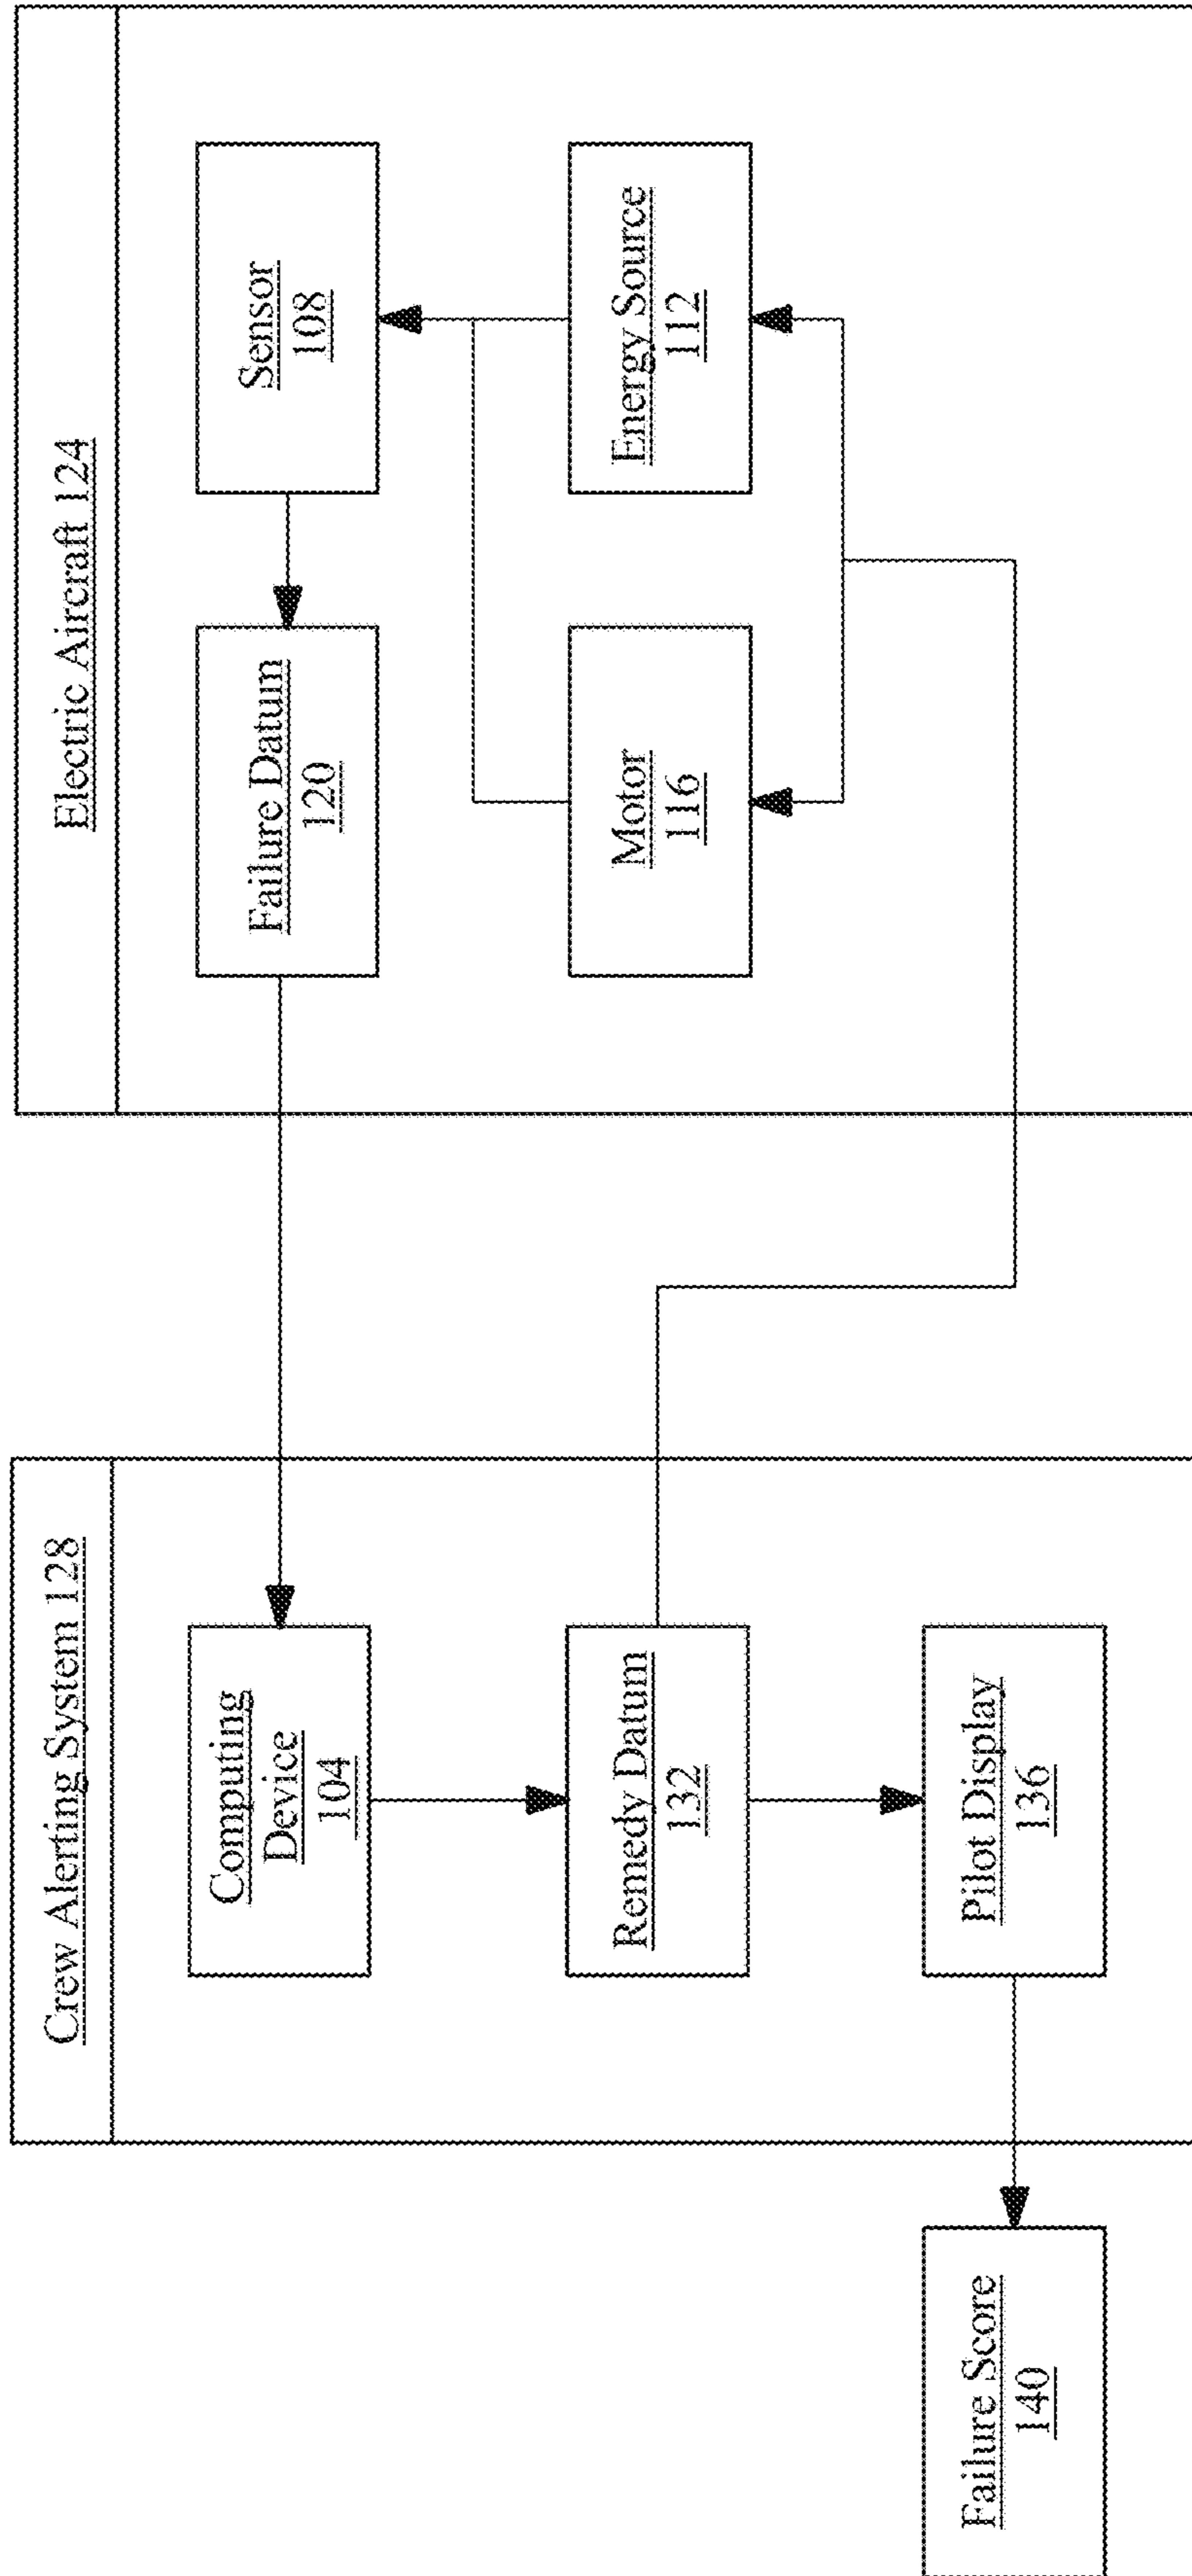 Crew Alerting System 128
Computing
Device
104
Remedy Datum
132
Pilot Display
136
Failure Score
140
Electric Aircraft 124
Failure Datum
120
Sensor
108
Motor
116
Energy Source
112